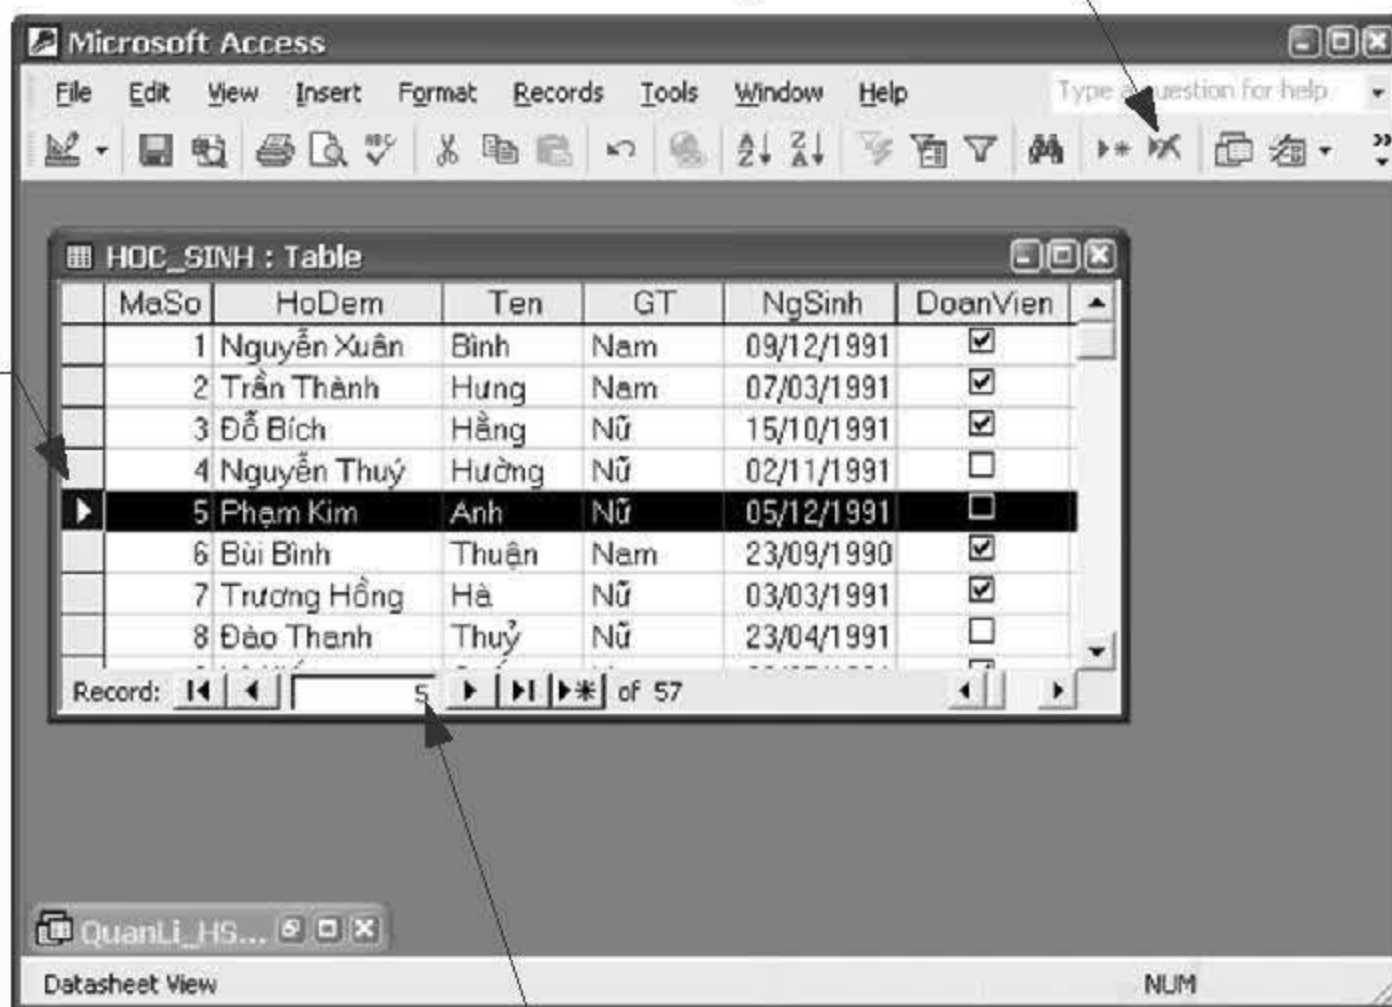 Microsoft Access
File Edit View Insert Format Records Tools Window Help Type a question for help
HOC_SINH : Table
MaSo HoDem Ten GT NgSinh DoanVien
1 Nguyễn Xuân Bình Nam 09/12/1991
2 Trần Thành Hưng Nam 07/03/1991
3 Đỗ Bích Hằng Nữ 15/10/1991
4 Nguyễn Thuý Hường Nữ 02/11/1991
5 Phạm Kim Anh Nữ 05/12/1991
6 Bùi Bình Thuận Nam 23/09/1990
7 Trương Hồng Hà Nữ 03/03/1991
8 Đào Thanh Thuỷ Nữ 23/04/1991
Record: 5 of 57
QuanLi_HS...
Datasheet View NUM